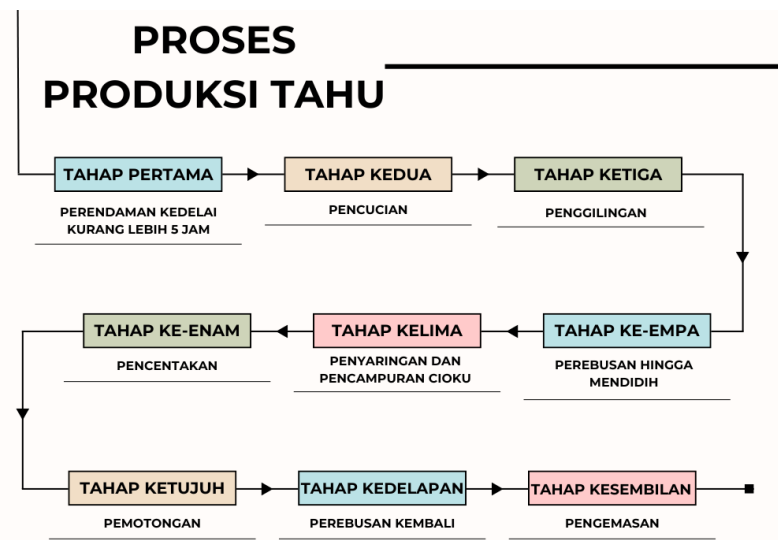 PROSES
PRODUKSI TAHU
TAHAP PERTAMA
PERENDAMAN KEDELAI
KURANG LEBIH 5 JAM
TAHAP KEDUA
PENCUCIAN
TAHAP KETIGA
PENGGILINGAN
TAHAP KE-EMPA
PEREBUSAN HINGGA
MENDIDIH
TAHAP KELIMA
PENYARINGAN DAN
PENCAMPURAN CIOKU
TAHAP KE-ENAM
PENCENTAKAN
TAHAP KETUJUH
PEMOTONGAN
TAHAP KEDELAPAN
PEREBUSAN KEMBALI
TAHAP KESEMBILAN
PENGEMASAN